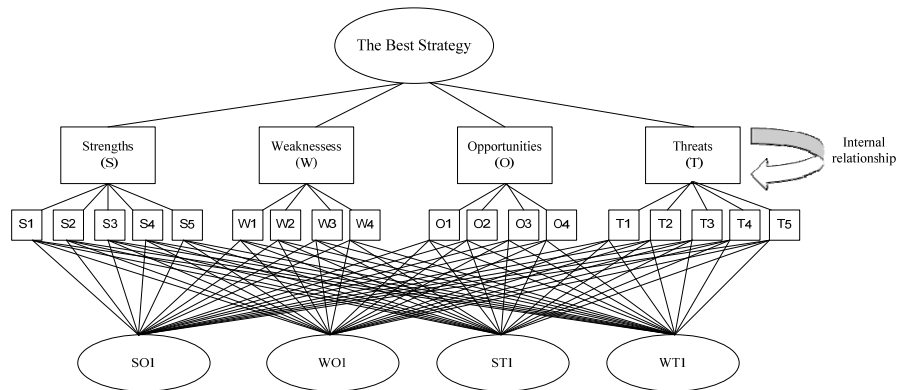 The Best Strategy
Strengths
(S)
Weaknessess
(W)
Opportunities
(O)
Threats
(T)
Internal
relationship
S1 S2 S3 S4 S5 W1 W2 W3 W4 O1 O2 O3 O4 T1 T2 T3 T4 T5
SO1 WO1 ST1 WT1